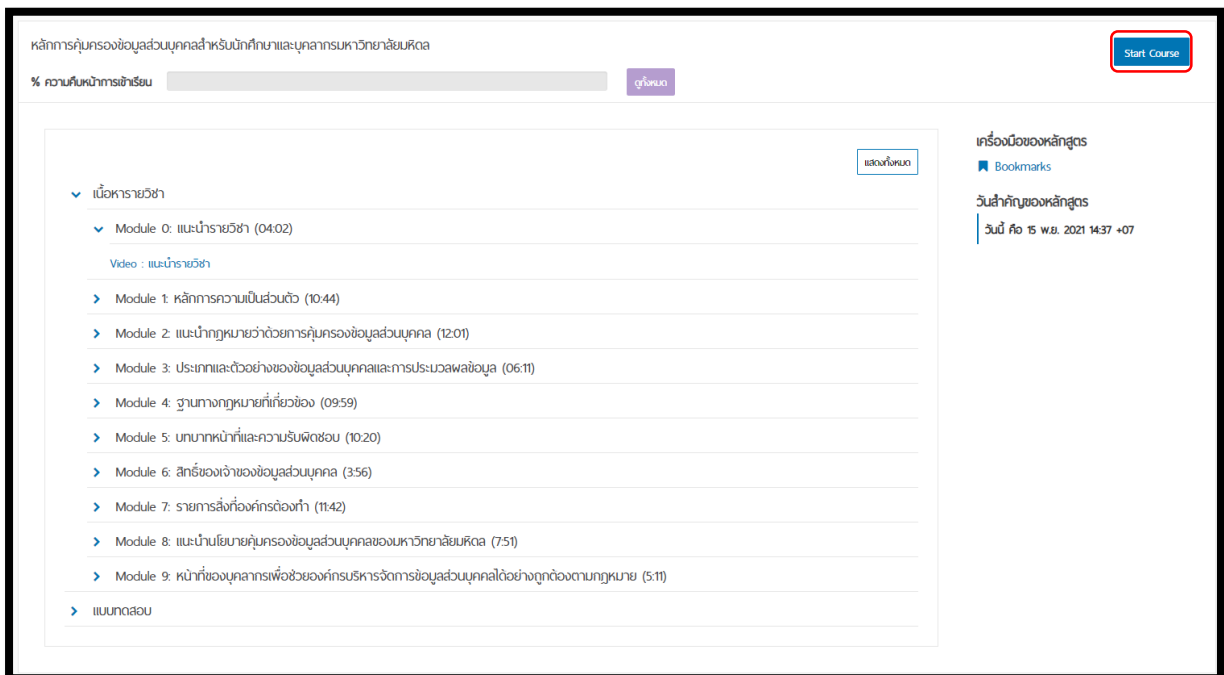 หลักการคุ้มครองข้อมูลส่วนบุคคลสำหรับนักศึกษาและบุคลากรมหาวิทยาลัยมหิดล
Start Course
% ความคืบหน้าการเข้าเรียน
ดูทั้งหมด
แสดงทั้งหมด
เนื้อหารายวิชา
Module 0: แนะนำรายวิชา (04:02)
Video : แนะนำรายวิชา
Module 1: หลักการความเป็นส่วนตัว (10:44)
Module 2: แนะนำกฎหมายว่าด้วยการคุ้มครองข้อมูลส่วนบุคคล (12:01)
Module 3: ประเภทและตัวอย่างของข้อมูลส่วนบุคคลและการประมวลผลข้อมูล (06:11)
Module 4: ฐานทางกฎหมายที่เกี่ยวข้อง (09:59)
Module 5: บทบาทหน้าที่และความรับผิดชอบ (10:20)
Module 6: สิทธิ์ของเจ้าของข้อมูลส่วนบุคคล (3:56)
Module 7: รายการสิ่งที่องค์กรต้องทำ (11:42)
Module 8: แนะนำนโยบายคุ้มครองข้อมูลส่วนบุคคลของมหาวิทยาลัยมหิดล (7:51)
Module 9: หน้าที่ของบุคลากรเพื่อช่วยองค์กรบริหารจัดการข้อมูลส่วนบุคคลได้อย่างถูกต้องตามกฎหมาย (5:11)
แบบทดสอบ
เครื่องมือของหลักสูตร
Bookmarks
วันสำคัญของหลักสูตร
วันนี้ คือ 15 พ.ย. 2021 14:37 +07